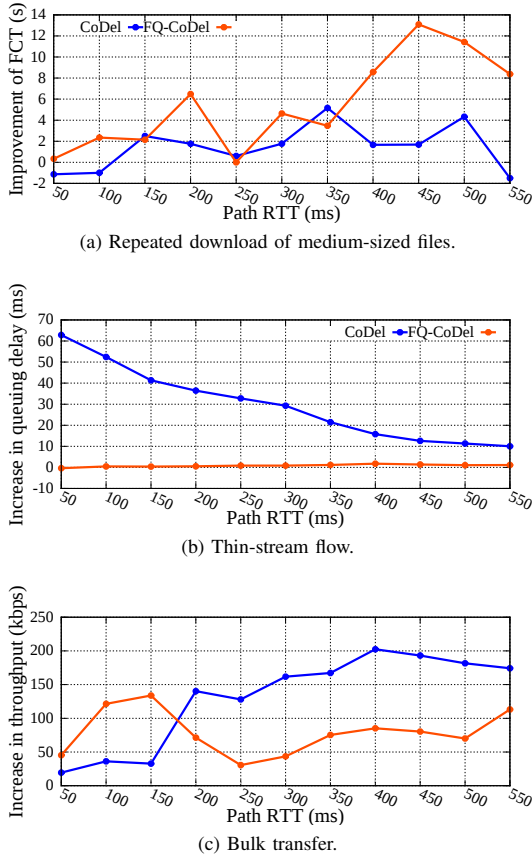 Improvement of FCT (s)
14
12
10
8
6
4
2
0
-2
CoDel FQ-CoDel
50 100 150 200 250 300 350 400 450 500 550
Path RTT (ms)
(a) Repeated download of medium-sized files.
Increase in queuing delay (ms)
70
60
50
40
30
20
10
0
-10
CoDel FQ-CoDel
50 100 150 200 250 300 350 400 450 500 550
Path RTT (ms)
(b) Thin-stream flow.
Increase in throughput (kbps)
250
200
150
100
50
0
50 100 150 200 250 300 350 400 450 500 550
Path RTT (ms)
(c) Bulk transfer.